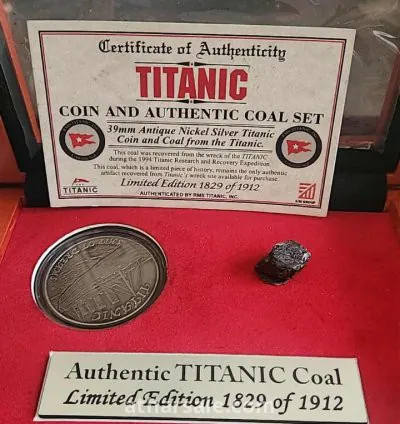 Certificate of Authenticity
TITANIC
COIN AND AUTHENTIC COAL SET
39mm Antique Nickel Silver Titanic
Coin and Coal from the Titanic.
This coal was recovered from the wreck of the TITANIC
during the 1994 Titanic Research and Recovery Expedition.
This coal, which is a limited piece of history, remains the only authentic
artifact recovered from Titanic's wreck site available for purchase.
Limited Edition 1829 of 1912
AUTHENTICATED BY RMS TITANIC, INC.
TITANIC
TITANIC
Authentic TITANIC Coal
Limited Edition 1829 of 1912